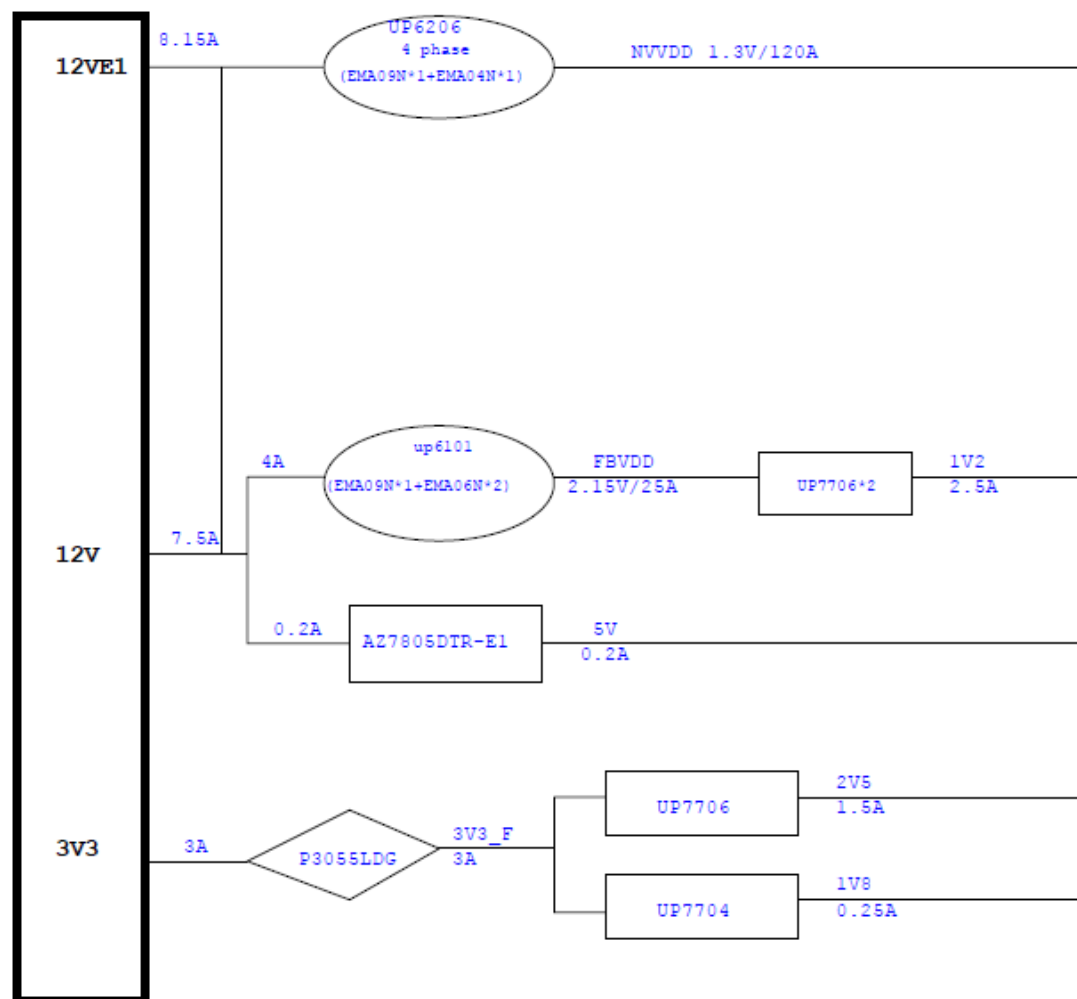 12VE1
8.15A
UP6206
4 phase
(EMA09N*1+EMA04N*1)
NVVDD 1.3V/120A
12V
7.5A
4A
up6101
(EMA09N*1+EMA06N*2)
FBVDD
2.15V/25A
UP7706*2
1V2
2.5A
0.2A
AZ7805DTR-E1
5V
0.2A
3V3
3A
P3055LDG
3V3_F
3A
UP7706
2V5
1.5A
UP7704
1V8
0.25A